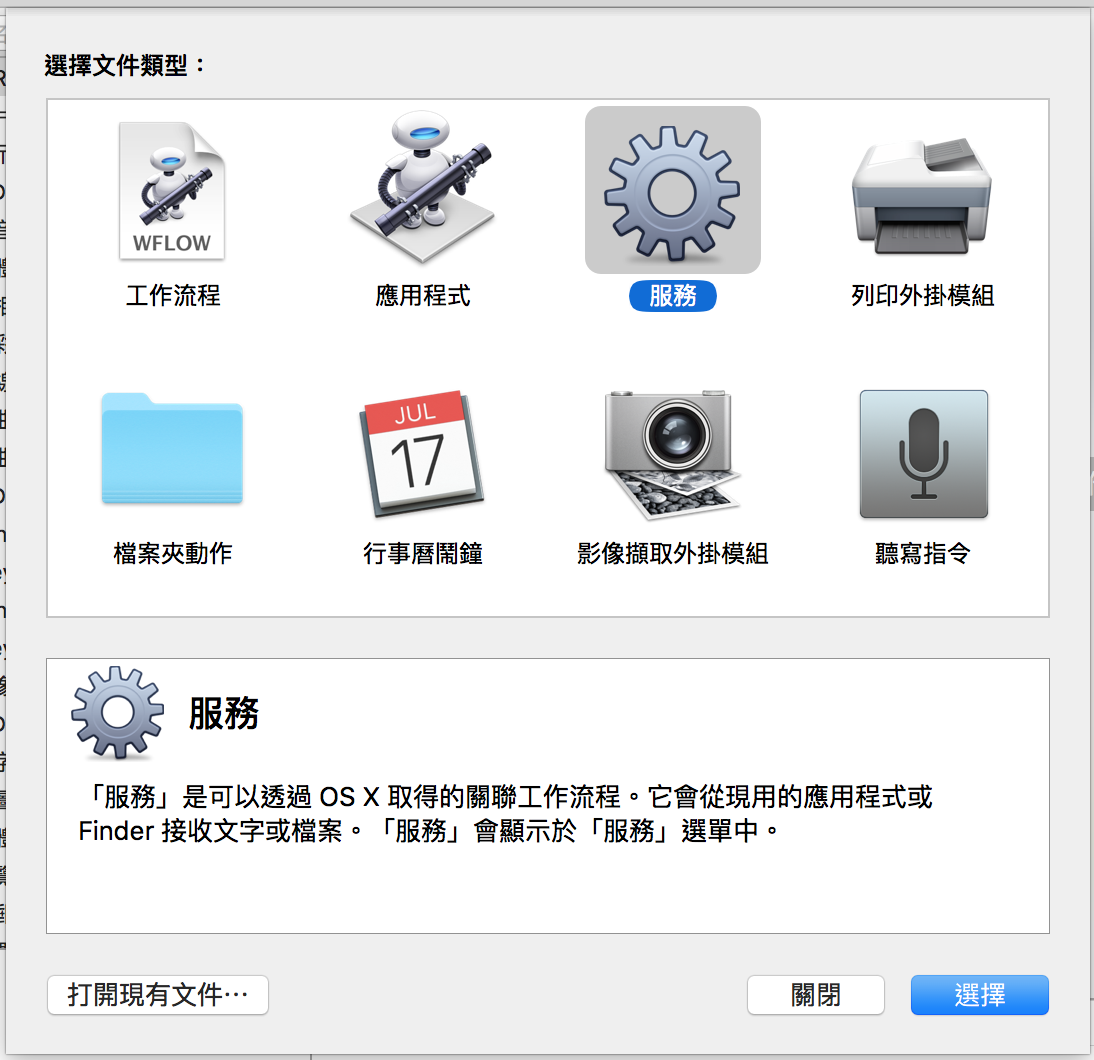 選擇文件類型：
WFLOW
工作流程
應用程式
服務
列印外掛模組
JUL
17
檔案夾動作
行事曆鬧鐘
影像擷取外掛模組
聽寫指令
服務
「服務」是可以透過 OS X 取得的關聯工作流程。它會從現用的應用程式或
Finder 接收文字或檔案。「服務」會顯示於「服務」選單中。
打開現有文件⋯
關閉
選擇